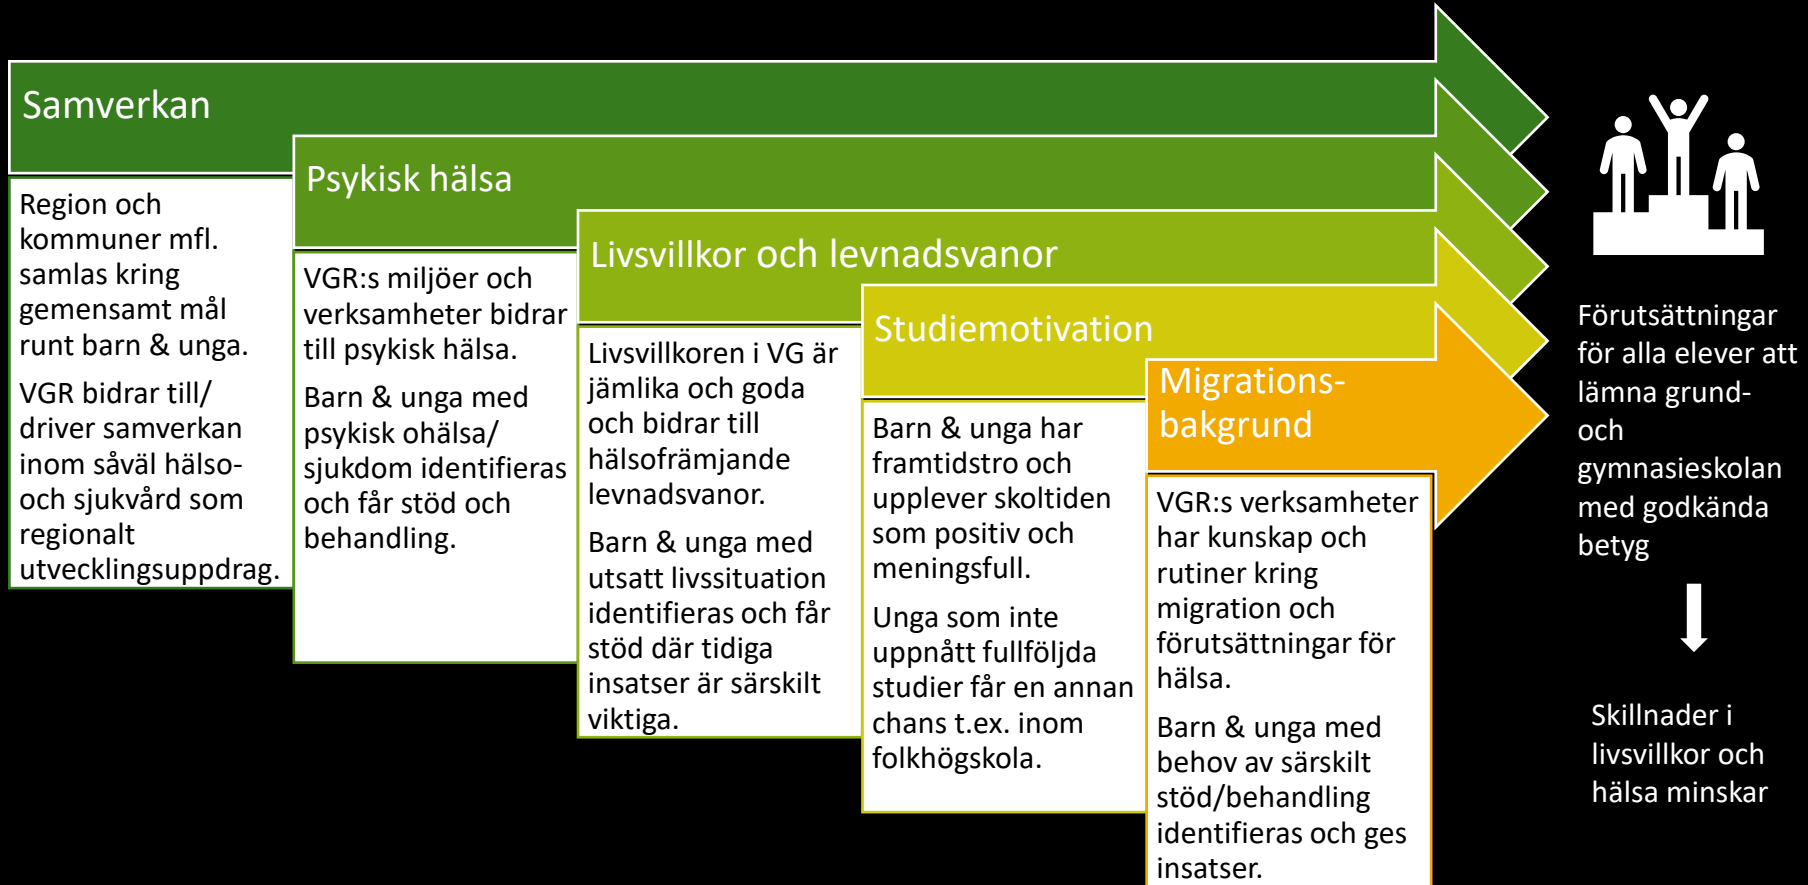 Samverkan
Region och
kommuner mfl.
samlas kring
gemensamt mål
runt barn & unga.
VGR bidrar till/
driver samverkan
inom såväl hälso-
och sjukvård som
regionalt
utvecklingsuppdrag.
Psykisk hälsa
VGR:s miljöer och
verksamheter bidrar
till psykisk hälsa.
Barn & unga med
psykisk ohälsa/
sjukdom identifieras
och får stöd och
behandling.
Livsvillkor och levnadsvanor
Livsvillkoren i VG är
jämlika och goda
och bidrar till
hälsofrämjande
levnadsvanor.
Barn & unga med
utsatt livssituation
identifieras och får
stöd där tidiga
insatser är särskilt
viktiga.
Studiemotivation
Barn & unga har
framtidstro och
upplever skoltiden
som positiv och
meningsfull.
Unga som inte
uppnått fullföljda
studier får en annan
chans t.ex. inom
folkhögskola.
Migrations-
bakgrund
VGR:s verksamheter
har kunskap och
rutiner kring
migration och
förutsättningar för
hälsa.
Barn & unga med
behov av särskilt
stöd/behandling
identifieras och ges
insatser.
Förutsättningar
för alla elever att
lämna grund-
och
gymnasieskolan
med godkända
betyg
Skillnader i
livsvillkor och
hälsa minskar